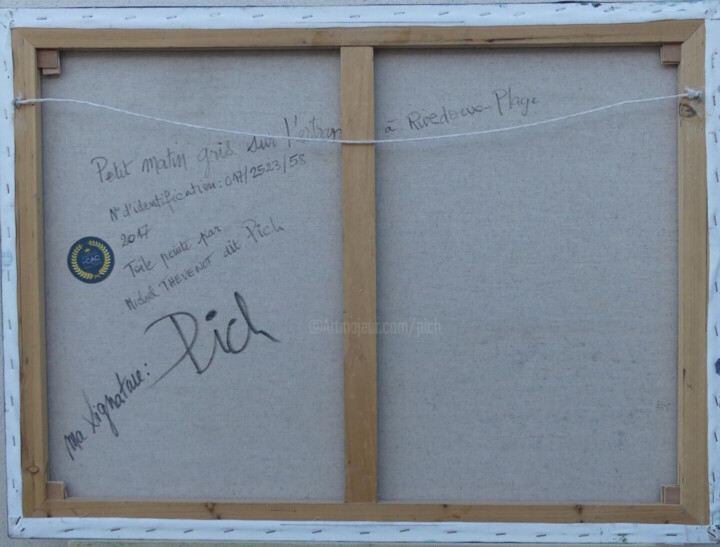 Petit matin gris sur l'estran à Rivedoux-Plage
N° d'identification: 017/2523/58
2017
Toile peinte par
Michel THEVENOT dit Pich
ma signature: Pich
@Artmajeur.com/pich